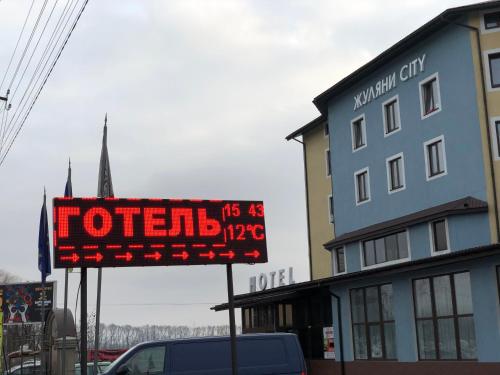 ЖУЛЯНИ CITY
ГОТЕЛЬ
15 43
12°C
→ → → → → → →
HOTEL